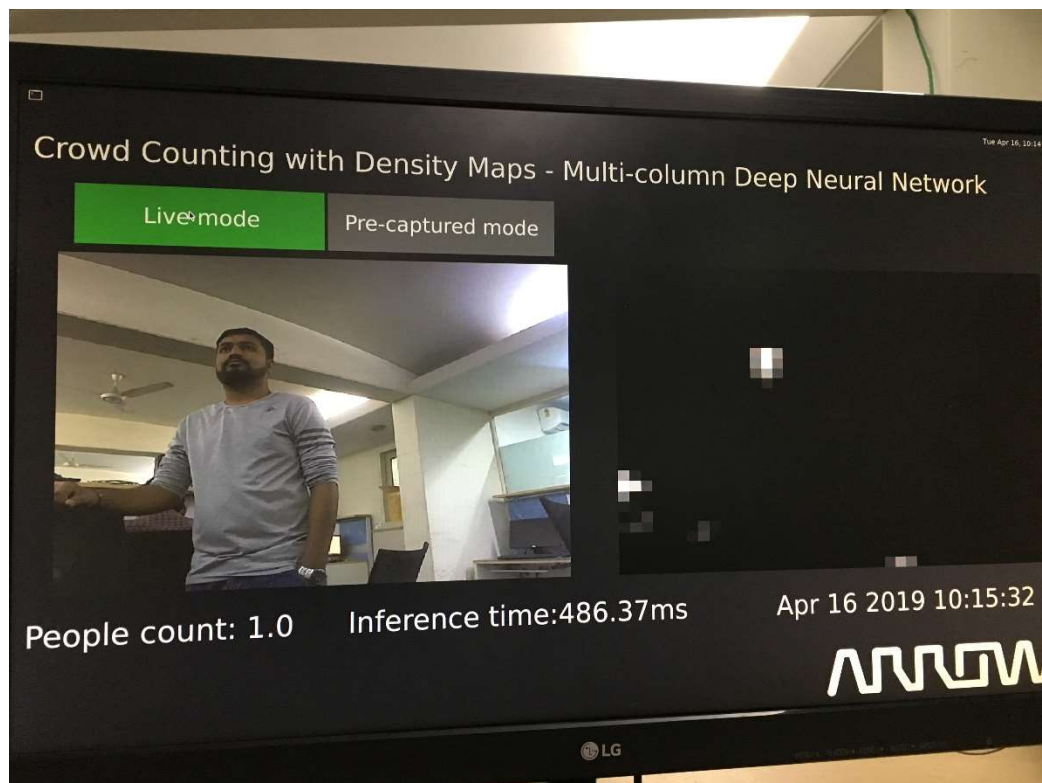 Tue Apr 16, 10:14
Crowd Counting with Density Maps - Multi-column Deep Neural Network
Live mode
Pre-captured mode
People count: 1.0
Inference time:486.37ms
Apr 16 2019 10:15:32
ARROW
LG